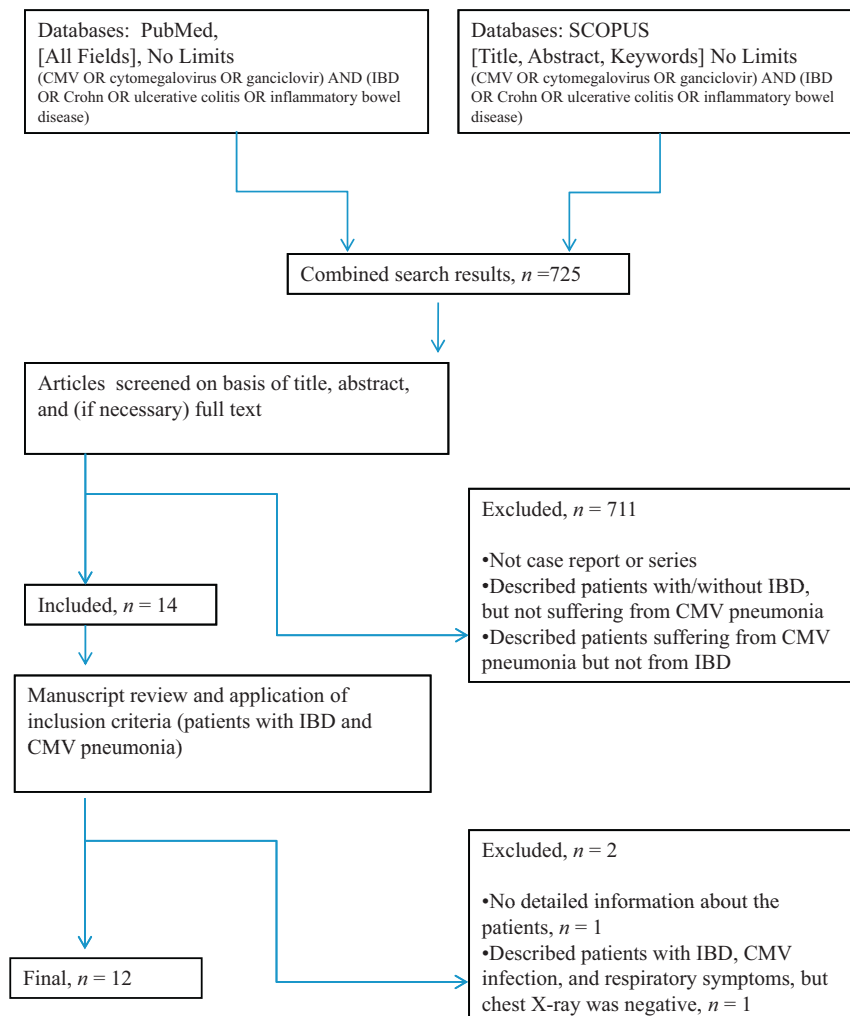 Databases: PubMed,
[All Fields], No Limits
(CMV OR cytomegalovirus OR ganciclovir) AND (IBD
OR Crohn OR ulcerative colitis OR inflammatory bowel
disease)
Databases: SCOPUS
[Title, Abstract, Keywords] No Limits
(CMV OR cytomegalovirus OR ganciclovir) AND (IBD
OR Crohn OR ulcerative colitis OR inflammatory bowel
disease)
Combined search results, n =725
Articles screened on basis of title, abstract,
and (if necessary) full text
Excluded, n = 711
•Not case report or series
•Described patients with/without IBD,
but not suffering from CMV pneumonia
•Described patients suffering from CMV
pneumonia but not from IBD
Included, n = 14
Manuscript review and application of
inclusion criteria (patients with IBD and
CMV pneumonia)
Excluded, n = 2
•No detailed information about the
patients, n = 1
•Described patients with IBD, CMV
infection, and respiratory symptoms, but
chest X-ray was negative, n = 1
Final, n = 12